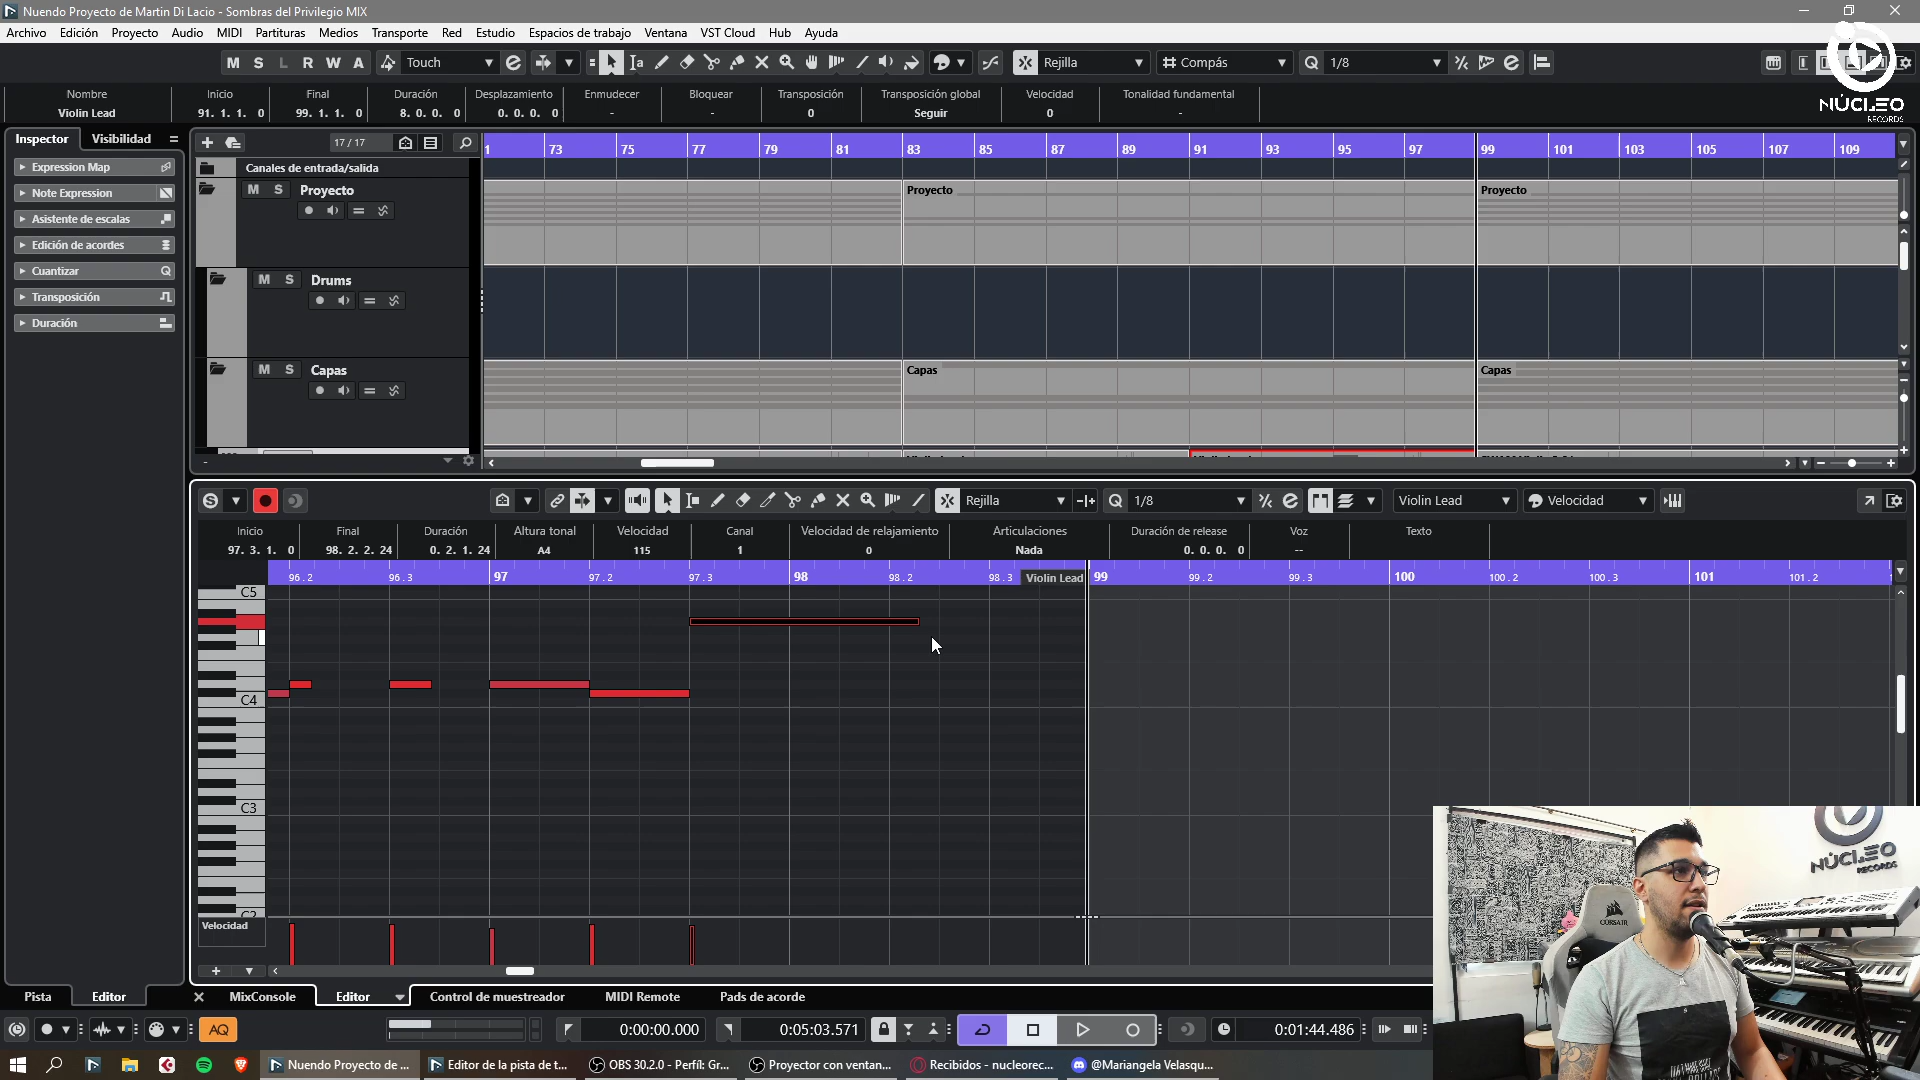 Nuendo Proyecto de Martin Di Lacio - Sombras del Privilegio MIX
Archivo Edición Proyecto Audio MIDI Partituras Medios Transporte Red Estudio Espacios de trabajo Ventana VST Cloud Hub Ayuda
M S L R W A Touch Rejilla Compás 1/8
NÚCLEO
RECORDS
Nombre Inicio Final Duración Desplazamiento Enmudecer Bloquear Transposición Transposición global Velocidad Tonalidad fundamental
Violin Lead 91. 1. 1. 0 99. 1. 1. 0 8. 0. 0. 0 0. 0. 0. 0 - - 0 Seguir 0 -
Inspector Visibilidad 17 / 17
1 73 75 77 79 81 83 85 87 89 91 93 95 97 99 101 103 105 107 109
Expression Map
Note Expression
Asistente de escalas
Edición de acordes
Cuantizar
Transposición
Duración
Canales de entrada/salida
M S Proyecto
Proyecto Proyecto
M S Drums
M S Capas
Capas Capas
Rejilla 1/8 Violin Lead Velocidad
Inicio Final Duración Altura tonal Velocidad Canal Velocidad de relajamiento Articulaciones Duración de release Voz Texto
97. 3. 1. 0 98. 2. 2. 24 0. 2. 1. 24 A4 115 1 0 Nada 0. 0. 0. 0 --
96.2 96.3 97 97.2 97.3 98 98.2 98.3 Violin Lead 99 99.2 99.3 100 100.2 100.3 101 101.2
C5
C4
C3
C2
Velocidad
NÚCLEO
RECORDS
CORSAIR
Pista Editor MixConsole Editor Control de muestreador MIDI Remote Pads de acorde
AQ 0:00:00.000 0:05:03.571 0:01:44.486
Nuendo Proyecto de ... Editor de la pista de t... OBS 30.2.0 - Perfil: Gr... Proyector con ventan... Recibidos - nucleorec... @Mariangela Velasqu...